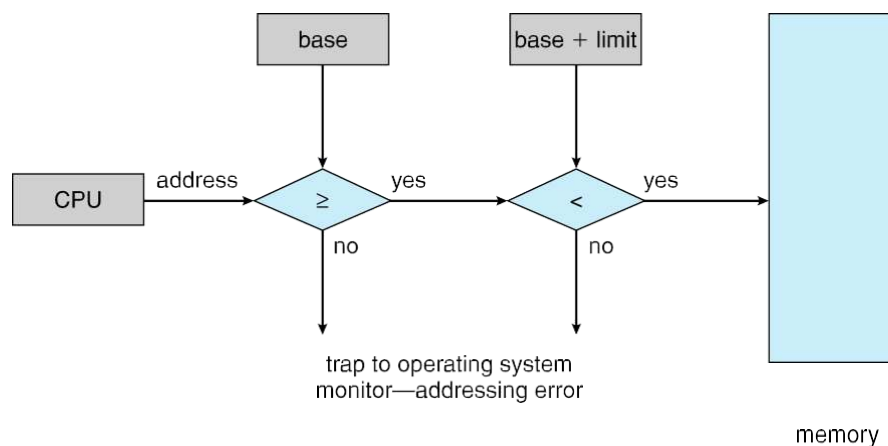 base
base + limit
CPU
address
≥
yes
<
yes
no
no
trap to operating system
monitor—addressing error
memory